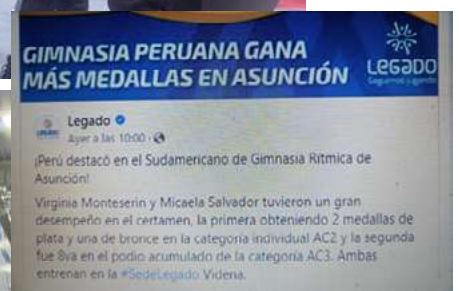 GIMNASIA PERUANA GANA
MÁS MEDALLAS EN ASUNCIÓN
LEGADO
Seguimos jugando
Legado
Ayer a las 10:00 ·
¡Perú destacó en el Sudamericano de Gimnasia Rítmica de
Asunción!
Virginia Monteserin y Micaela Salvador tuvieron un gran
desempeño en el certamen, la primera obteniendo 2 medallas de
plata y una de bronce en la categoría individual AC2 y la segunda
fue 8va en el podio acumulado de la categoría AC3. Ambas
entrenan en la #SedeLegado Videna.